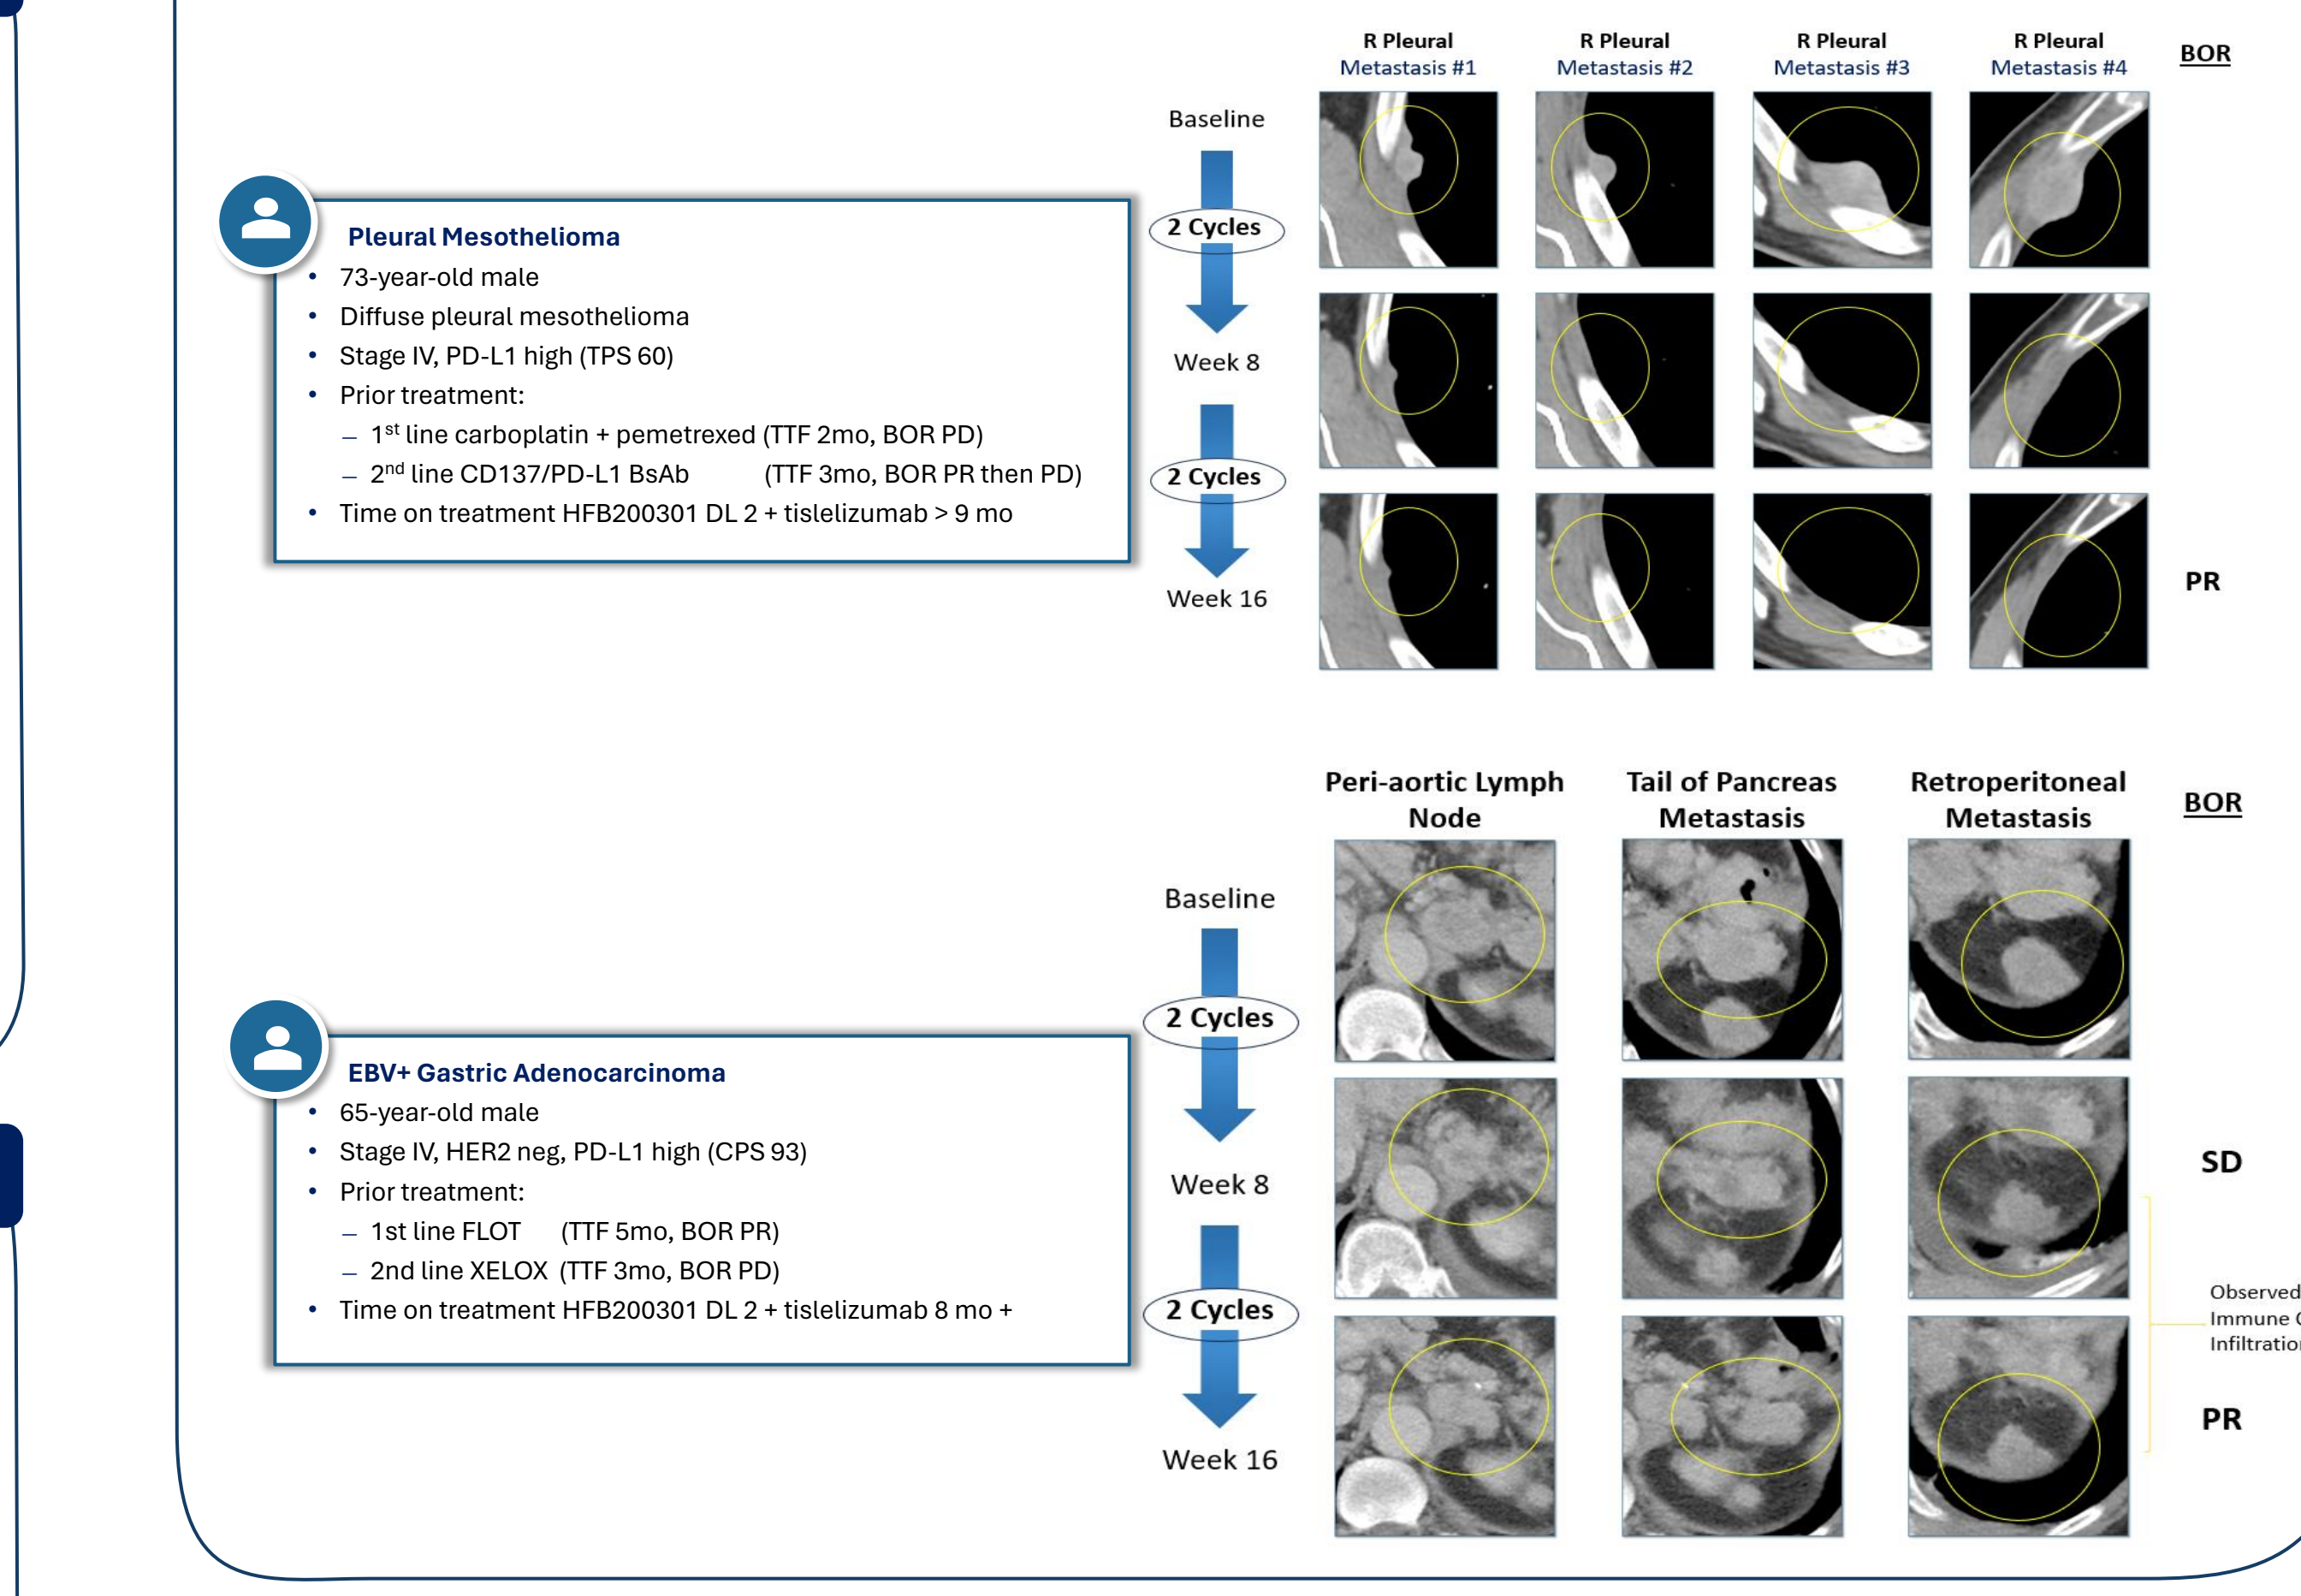 R Pleural
Metastasis #1
R Pleural
Metastasis #2
R Pleural
Metastasis #3
R Pleural
Metastasis #4
BOR
Baseline
2 Cycles
Week 8
2 Cycles
Week 16
PR
Pleural Mesothelioma
• 73-year-old male
• Diffuse pleural mesothelioma
• Stage IV, PD-L1 high (TPS 60)
• Prior treatment:
– 1st line carboplatin + pemetrexed (TTF 2mo, BOR PD)
– 2nd line CD137/PD-L1 BsAb (TTF 3mo, BOR PR then PD)
• Time on treatment HFB200301 DL 2 + tislelizumab > 9 mo
Peri-aortic Lymph
Node
Tail of Pancreas
Metastasis
Retroperitoneal
Metastasis
BOR
Baseline
2 Cycles
Week 8
2 Cycles
Week 16
SD
Observed
Immune
PR
EBV+ Gastric Adenocarcinoma
• 65-year-old male
• Stage IV, HER2 neg, PD-L1 high (CPS 93)
• Prior treatment:
– 1st line FLOT (TTF 5mo, BOR PR)
– 2nd line XELOX (TTF 3mo, BOR PD)
• Time on treatment HFB200301 DL 2 + tislelizumab 8 mo +